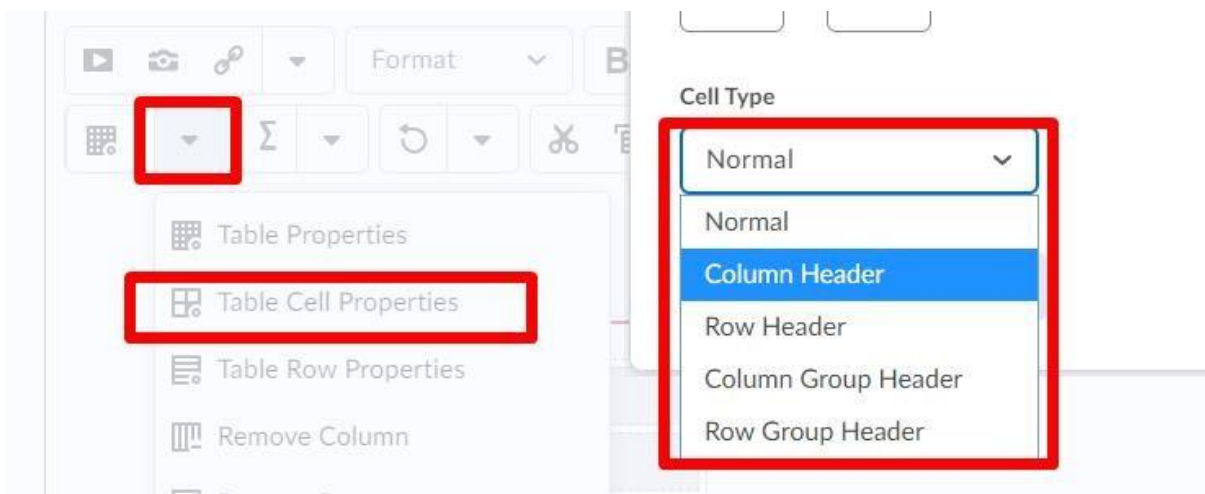 Format
B
Σ
Table Properties
Table Cell Properties
Table Row Properties
Remove Column
Cell Type
Normal
Normal
Column Header
Row Header
Column Group Header
Row Group Header